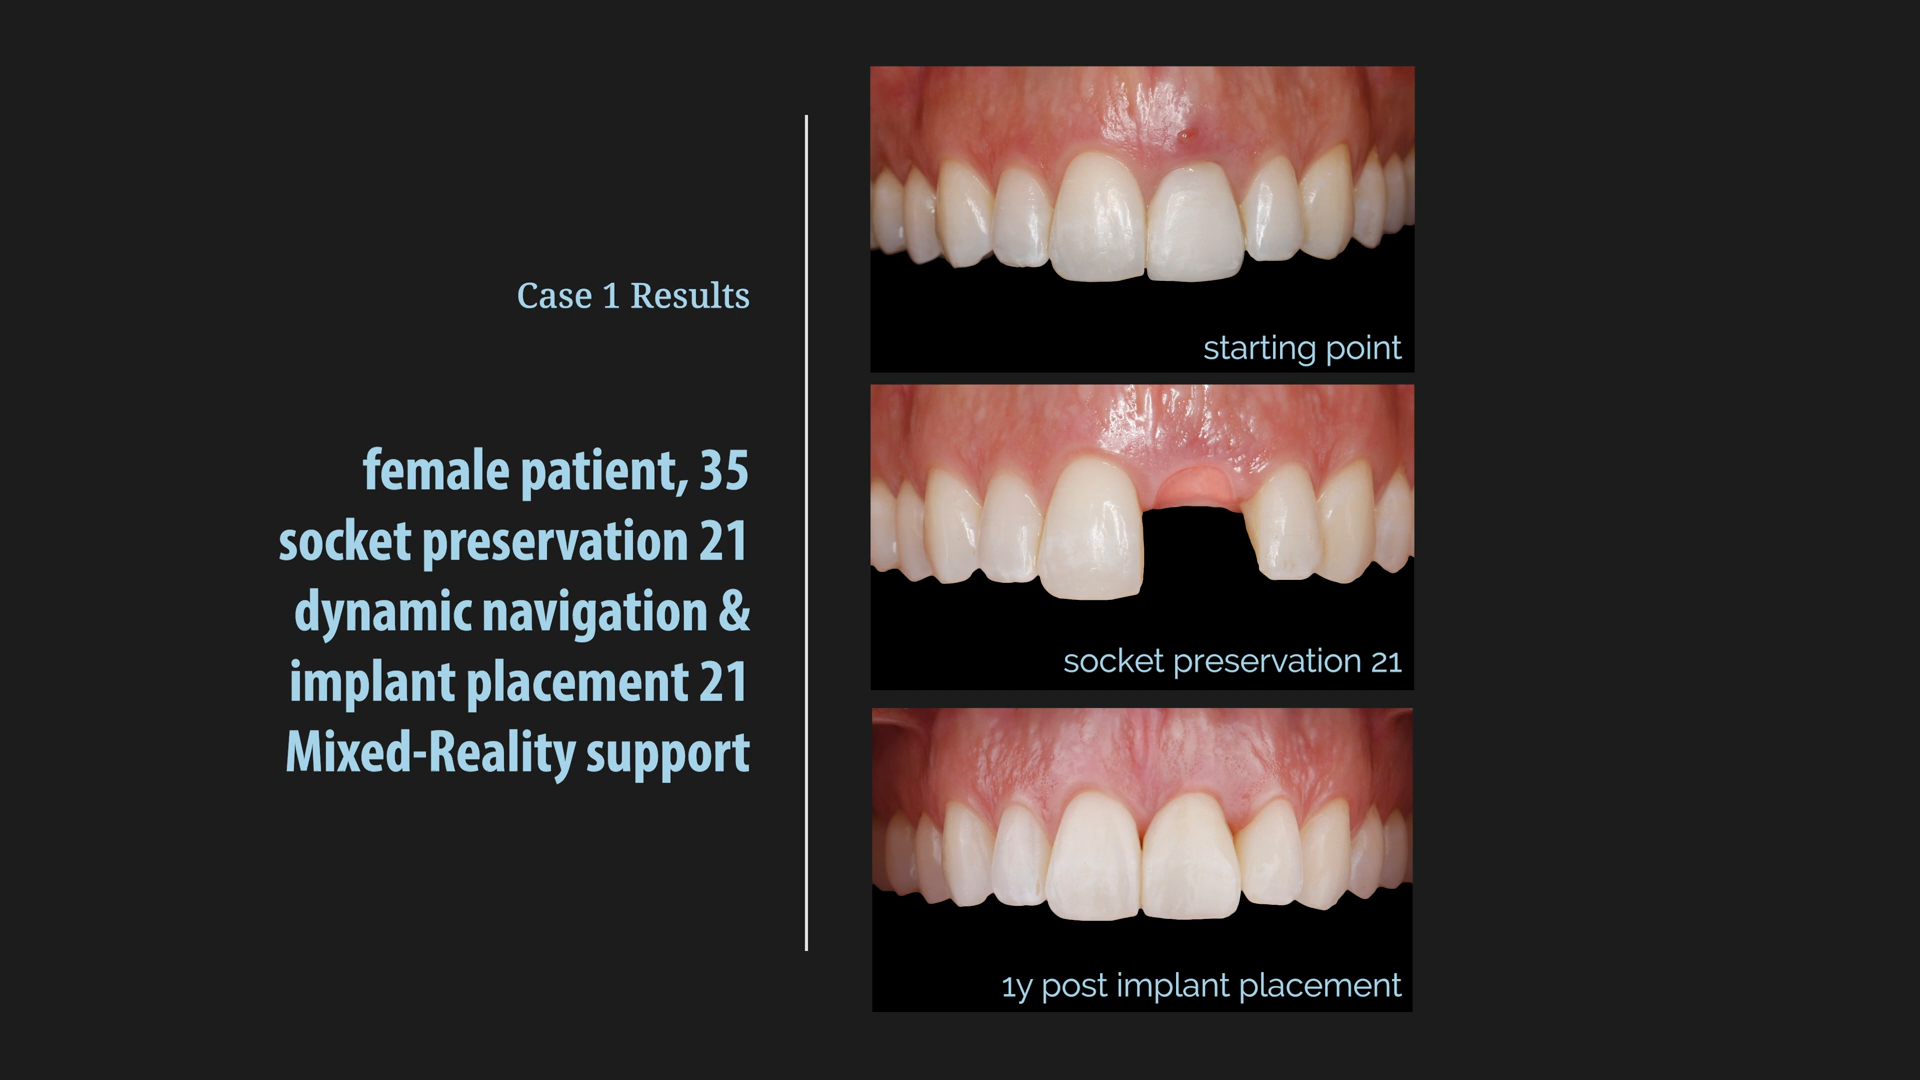 Case 1 Results
female patient, 35
socket preservation 21
dynamic navigation &
implant placement 21
Mixed-Reality support
starting point
socket preservation 21
1y post implant placement